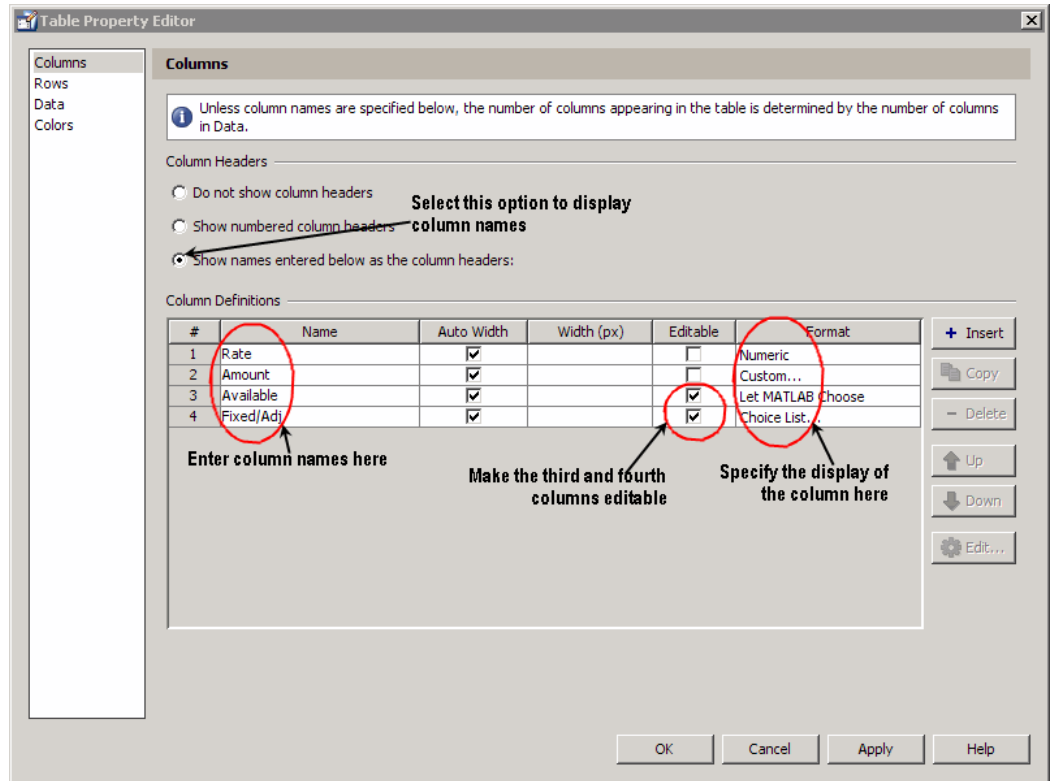 Table Property Editor
Columns
Rows
Data
Colors
Columns
Unless column names are specified below, the number of columns appearing in the table is determined by the number of columns
in Data.
Column Headers
Do not show column headers
Select this option to display
column names
Show numbered column headers
Show names entered below as the column headers:
Column Definitions
# Name Auto Width Width (px) Editable Format
1 Rate Numeric
2 Amount Custom...
3 Available Let MATLAB Choose
4 Fixed/Adj Choice List...
Enter column names here
Make the third and fourth
columns editable
Specify the display of
the column here
+ Insert
Copy
– Delete
Up
Down
Edit...
OK Cancel Apply Help